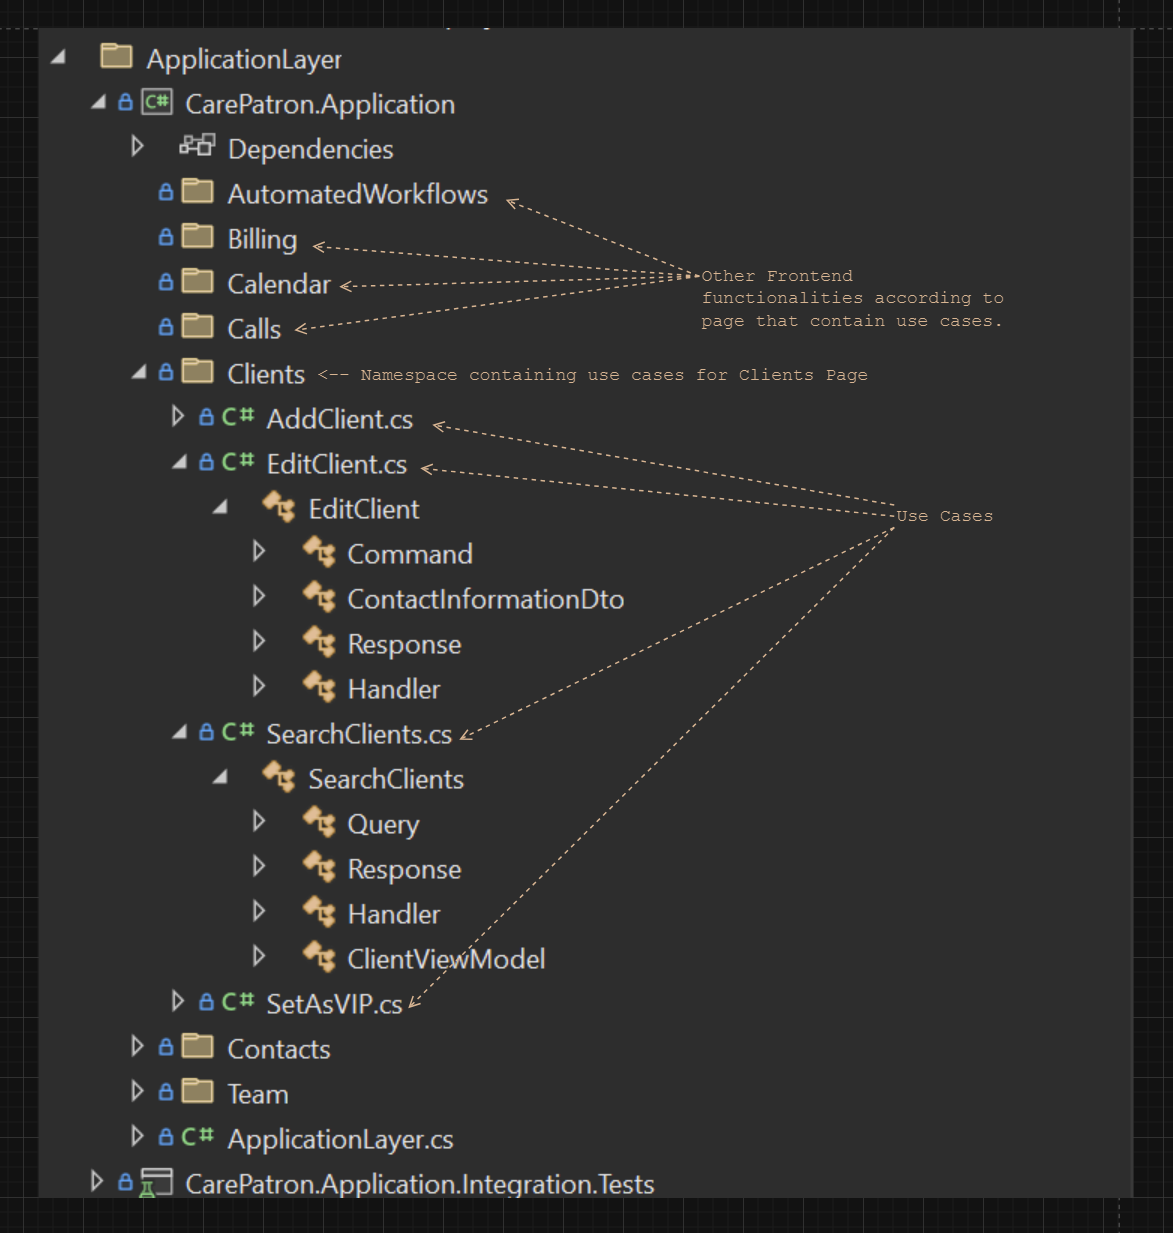 ApplicationLayer
C# CarePatron.Application
Dependencies
AutomatedWorkflows
Billing
Calendar
Other Frontend
functionalities according to
page that contain use cases.
Calls
Clients <-- Namespace containing use cases for Clients Page
C# AddClient.cs
C# EditClient.cs
EditClient
Use Cases
Command
ContactInformationDto
Response
Handler
C# SearchClients.cs
SearchClients
Query
Response
Handler
ClientViewModel
C# SetAsVIP.cs
Contacts
Team
C# ApplicationLayer.cs
CarePatron.Application.Integration.Tests